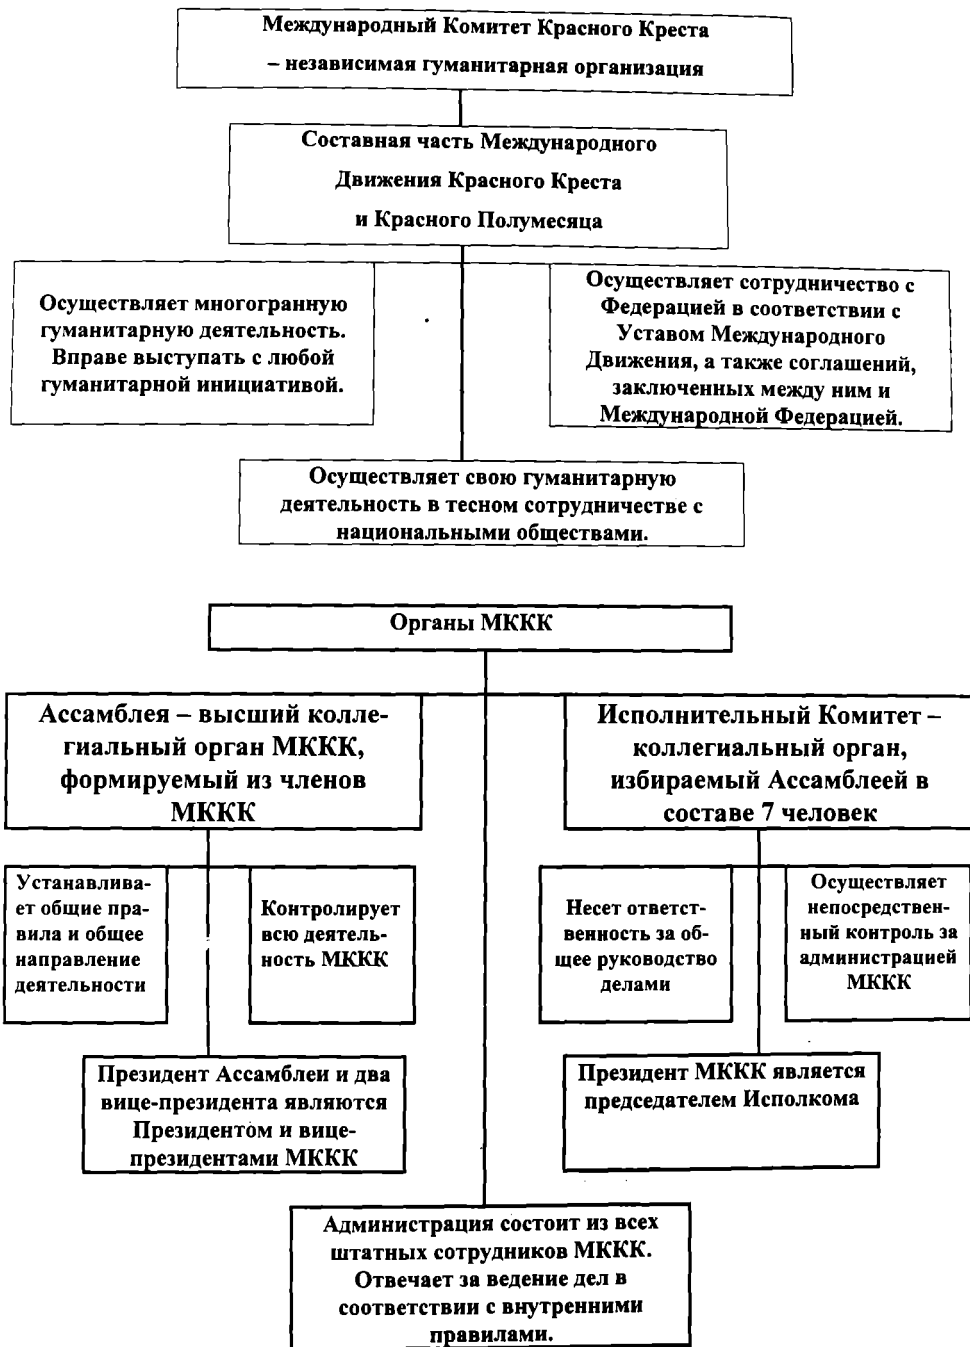 Международный Комитет Красного Креста
– независимая гуманитарная организация
Составная часть Международного
Движения Красного Креста
и Красного Полумесяца
Осуществляет многогранную
гуманитарную деятельность.
Вправе выступать с любой
гуманитарной инициативой.
Осуществляет сотрудничество с
Федерацией в соответствии с
Уставом Международного
Движения, а также соглашений,
заключенных между ним и
Международной Федерацией.
Осуществляет свою гуманитарную
деятельность в тесном сотрудничестве с
национальными обществами.
Органы МККК
Ассамблея – высший колле-
гиальный орган МККК,
формируемый из членов
МККК
Исполнительный Комитет –
коллегиальный орган,
избираемый Ассамблеей в
составе 7 человек
Устанавлива-
ет общие пра-
вила и общее
направление
деятельности
Контролирует
всю деятель-
ность МККК
Несет ответст-
венность за об-
щее руководство
делами
Осуществляет
непосредствен-
ный контроль за
администрацией
МККК
Президент Ассамблеи и два
вице-президента являются
Президентом и вице-
президентами МККК
Президент МККК является
председателем Исполкома
Администрация состоит из всех
штатных сотрудников МККК.
Отвечает за ведение дел в
соответствии с внутренними
правилами.